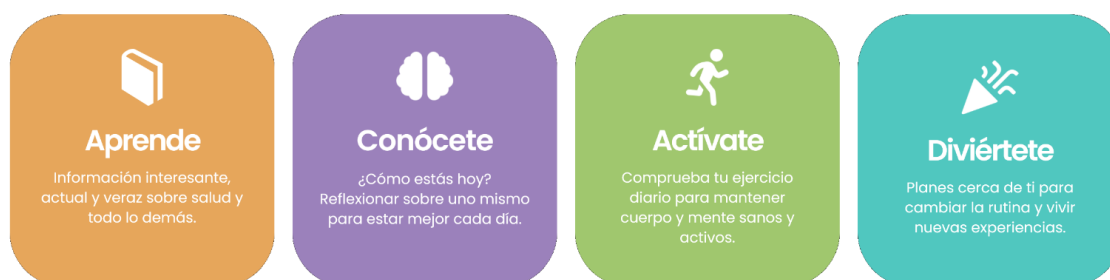 Aprende
Información interesante,
actual y veraz sobre salud y
todo lo demás.
Conócete
¿Cómo estás hoy?
Reflexionar sobre uno mismo
para estar mejor cada día.
Actívate
Comprueba tu ejercicio
diario para mantener
cuerpo y mente sanos y
activos.
Diviértete
Planes cerca de ti para
cambiar la rutina y vivir
nuevas experiencias.